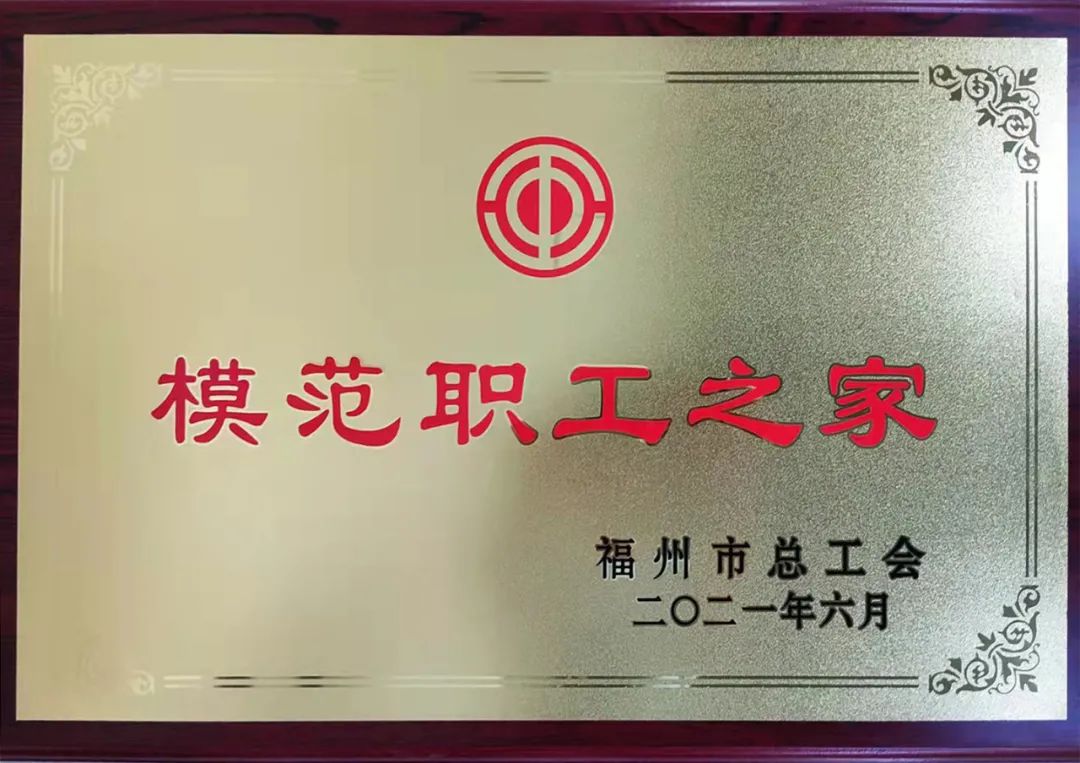 模范职工之家
福州市总工会
二〇二一年六月